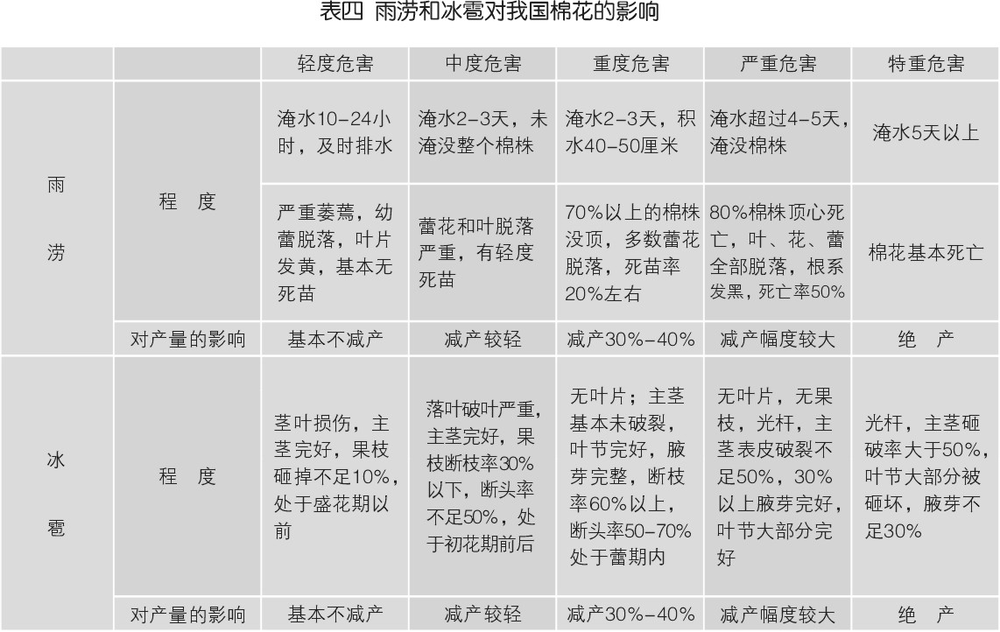 表四 雨涝和冰雹对我国棉花的影响
轻度危害 中度危害 重度危害 严重危害 特重危害
雨
涝
程 度
淹水10-24小
时，及时排水
淹水2-3天，未
淹没整个棉株
淹水2-3天，积
水40-50厘米
淹水超过4-5天，
淹没棉株
淹水5天以上
严重萎蔫，幼
蕾脱落，叶片
发黄，基本无
死苗
蕾花和叶脱落
严重，有轻度
死苗
70%以上的棉株
没顶，多数蕾花
脱落，死苗率
20%左右
80%棉株顶心死
亡，叶、花、蕾
全部脱落，根系
发黑，死亡率50%
棉花基本死亡
对产量的影响 基本不减产 减产较轻 减产30%-40% 减产幅度较大 绝 产
冰
雹
程 度
茎叶损伤，主
茎完好，果枝
砸掉不足10%，
处于盛花期以
前
落叶破叶严重，
主茎完好，果
枝断枝率30%
以下，断头率
不足50%，处
于初花期前后
无叶片；主茎
基本未破裂，
叶节完好，腋
芽完整，断枝
率60%以上，
断头率50-70%
处于蕾期内
无叶片，无果
枝，光杆，主
茎表皮破裂不
足50%，30%
以上腋芽完好，
叶节大部分完
好
光杆，主茎砸
破率大于50%，
叶节大部分被
砸坏，腋芽不
足30%
对产量的影响 基本不减产 减产较轻 减产30%-40% 减产幅度较大 绝 产